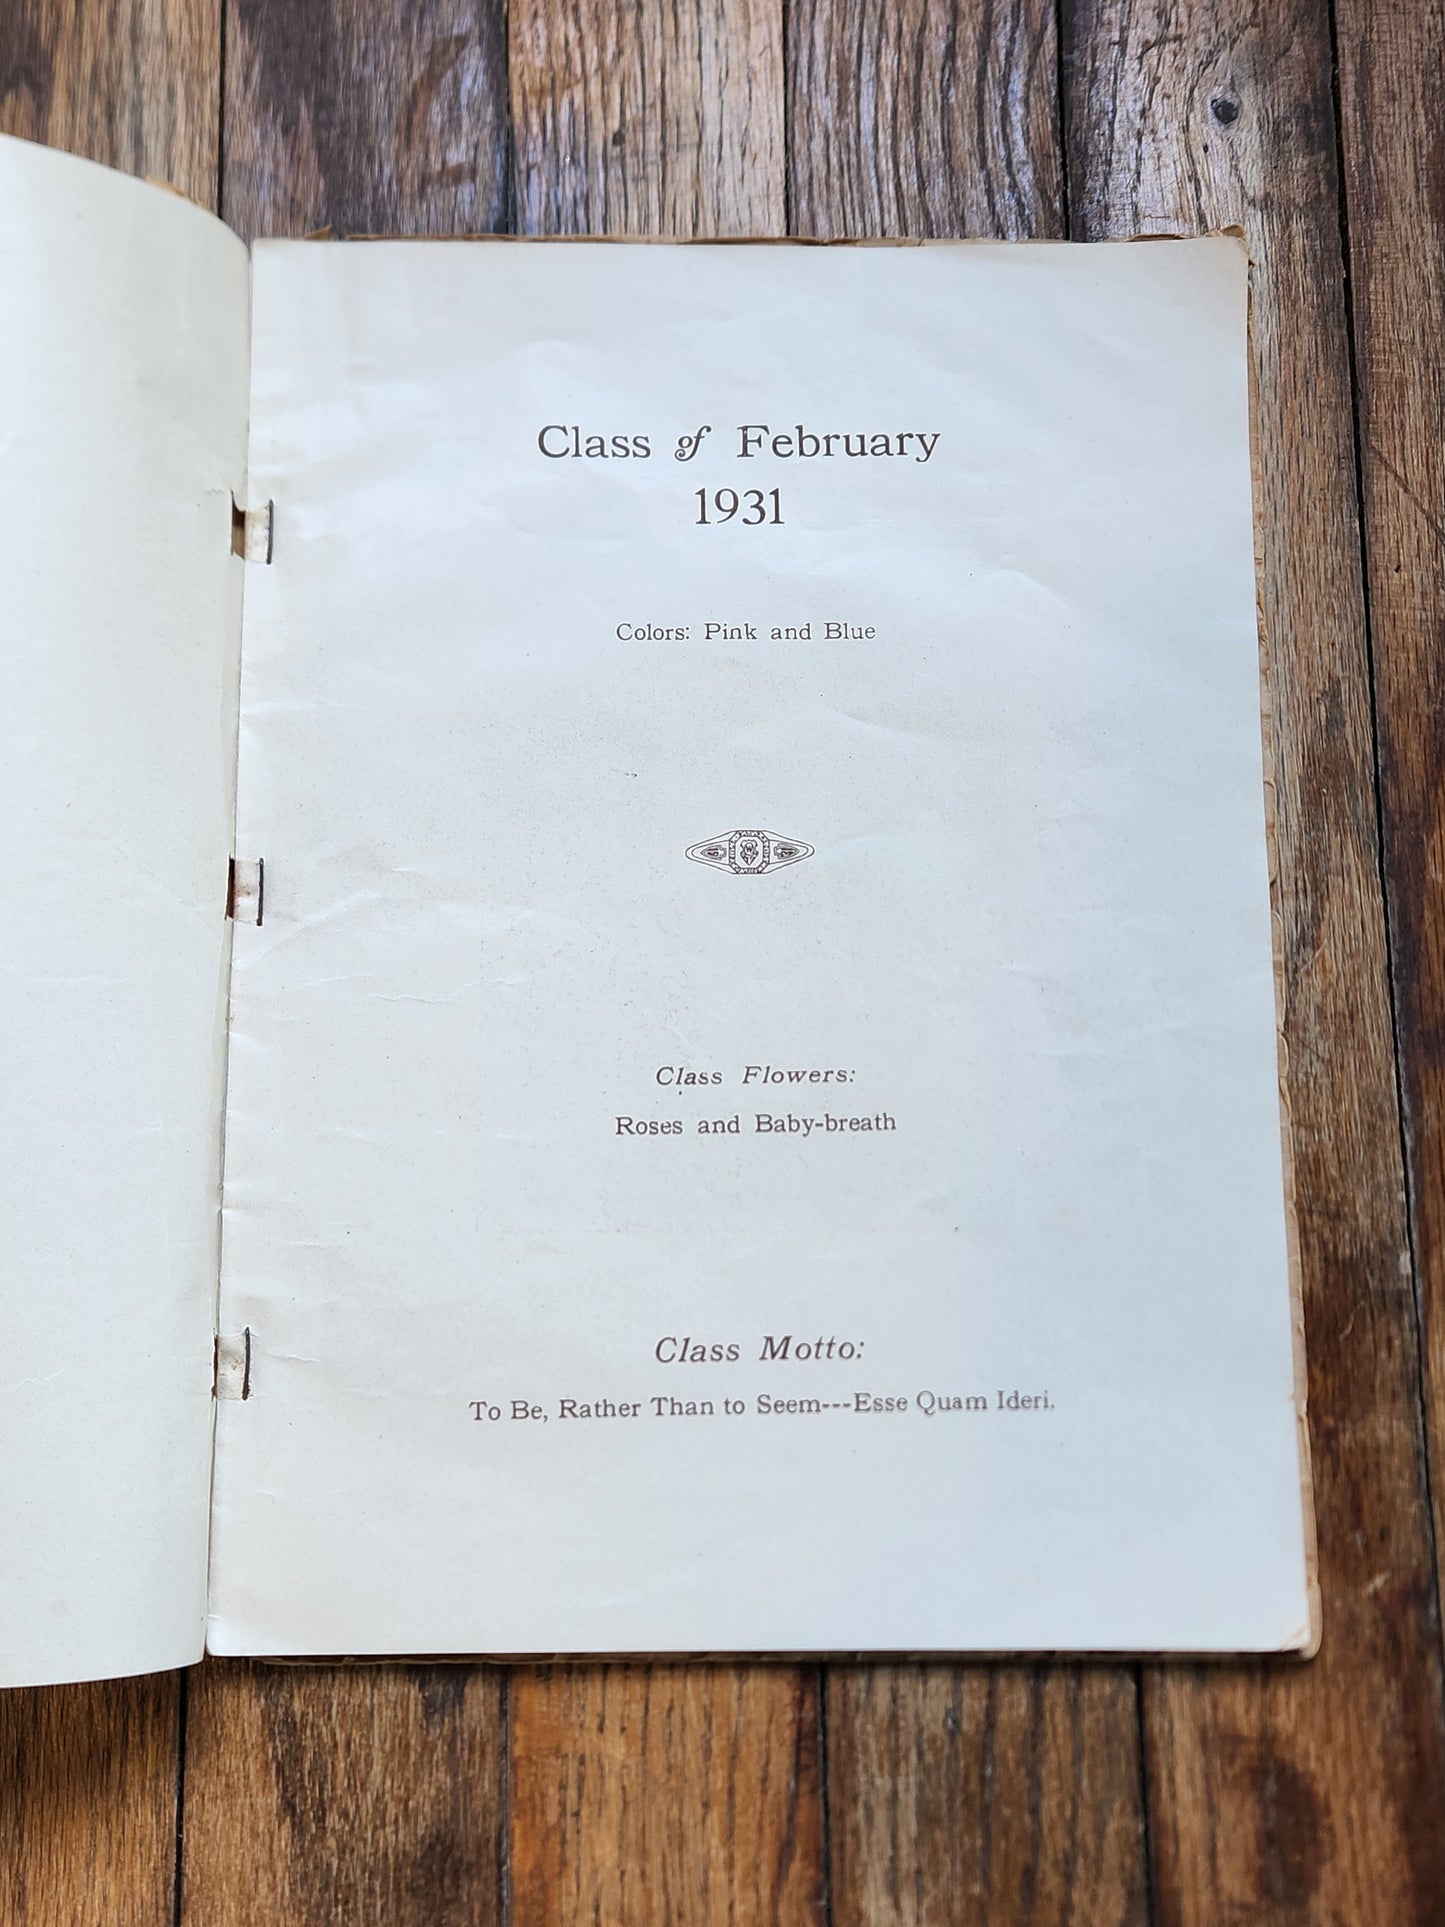 Class of February
1931
Colors: Pink and Blue
Class Flowers:
Roses and Baby-breath
Class Motto:
To Be, Rather Than to Seem---Esse Quam Ideri.